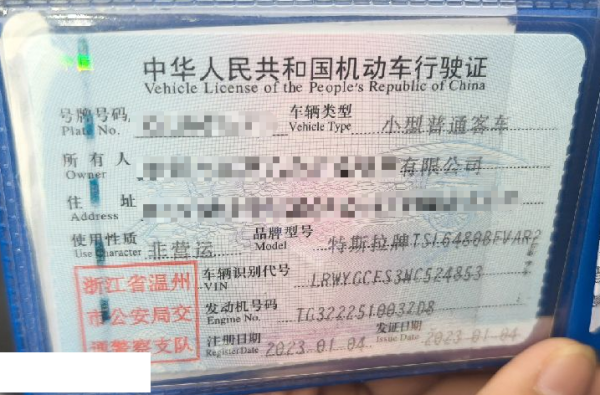 中华人民共和国机动车行驶证
Vehicle License of the People's Republic of China
号牌号码 Plate No. 车辆类型 Vehicle Type 小型普通客车
所有人 Owner 有限公司
住址 Address
使用性质 Use Character 非营运 品牌型号 Model 特斯拉牌TSL6480BEVAR2
浙江省温州市公安局交通警察支队
车辆识别代号 VIN LRWYGCFS3NC524853
发动机号码 Engine No. TG322251003208
注册日期 Register Date 2023-01-04 发证日期 Issue Date 2023-01-04